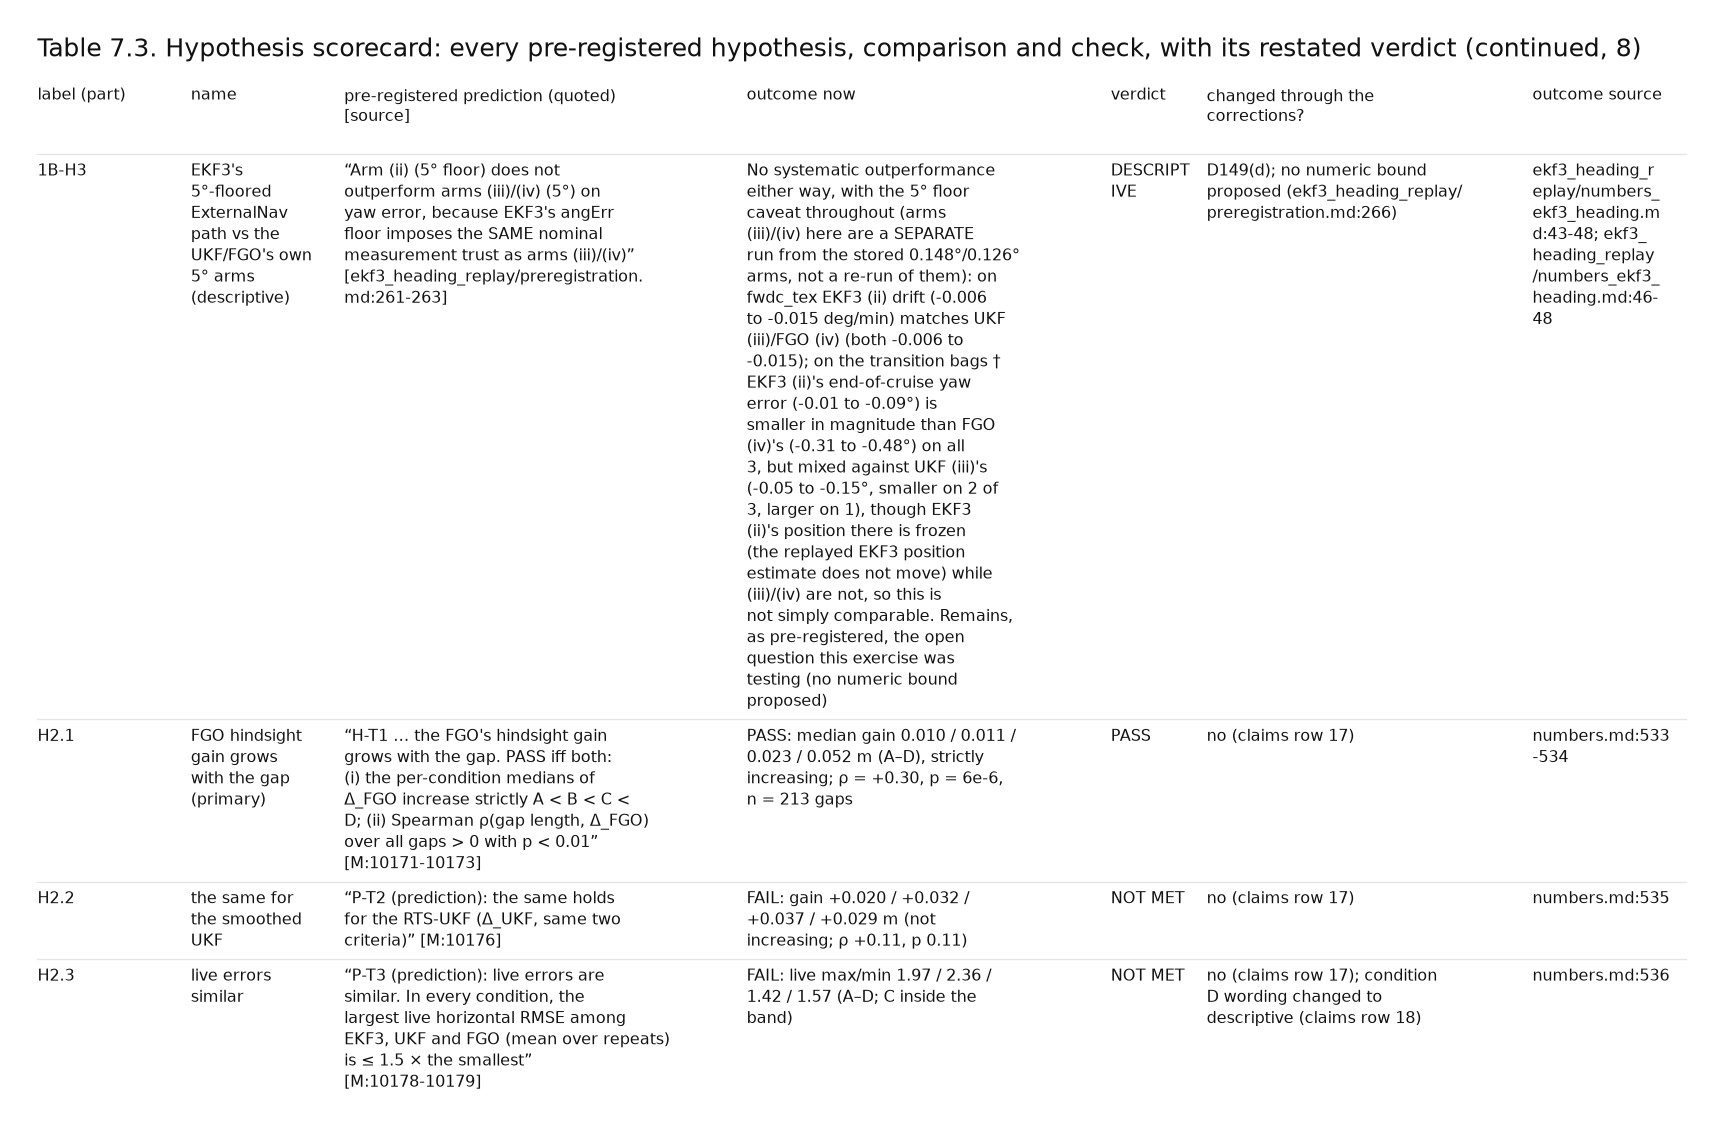 Table 7.3. Hypothesis scorecard: every pre-registered hypothesis, comparison and check, with its restated verdict (continued, 8)
label (part)
name
pre-registered prediction (quoted)
[source]
outcome now
verdict
changed through the
corrections?
outcome source
1B-H3
EKF3's
5°-floored
ExternalNav
path vs the
UKF/FGO's own
5° arms
(descriptive)
“Arm (ii) (5° floor) does not
outperform arms (iii)/(iv) (5°) on
yaw error, because EKF3's angErr
floor imposes the SAME nominal
measurement trust as arms (iii)/(iv)”
[ekf3_heading_replay/preregistration.
md:261-263]
No systematic outperformance
either way, with the 5° floor
caveat throughout (arms
(iii)/(iv) here are a SEPARATE
run from the stored 0.148°/0.126°
arms, not a re-run of them): on
fwdc_tex EKF3 (ii) drift (-0.006
to -0.015 deg/min) matches UKF
(iii)/FGO (iv) (both -0.006 to
-0.015); on the transition bags †
EKF3 (ii)'s end-of-cruise yaw
error (-0.01 to -0.09°) is
smaller in magnitude than FGO
(iv)'s (-0.31 to -0.48°) on all
3, but mixed against UKF (iii)'s
(-0.05 to -0.15°, smaller on 2 of
3, larger on 1), though EKF3
(ii)'s position there is frozen
(the replayed EKF3 position
estimate does not move) while
(iii)/(iv) are not, so this is
not simply comparable. Remains,
as pre-registered, the open
question this exercise was
testing (no numeric bound
proposed)
DESCRIPT
IVE
D149(d); no numeric bound
proposed (ekf3_heading_replay/
preregistration.md:266)
ekf3_heading_r
eplay/numbers_
ekf3_heading.m
d:43-48; ekf3_
heading_replay
/numbers_ekf3_
heading.md:46-
48
H2.1
FGO hindsight
gain grows
with the gap
(primary)
“H-T1 … the FGO's hindsight gain
grows with the gap. PASS iff both:
(i) the per-condition medians of
Δ_FGO increase strictly A < B < C <
D; (ii) Spearman ρ(gap length, Δ_FGO)
over all gaps > 0 with p < 0.01”
[M:10171-10173]
PASS: median gain 0.010 / 0.011 /
0.023 / 0.052 m (A–D), strictly
increasing; ρ = +0.30, p = 6e-6,
n = 213 gaps
PASS
no (claims row 17)
numbers.md:533
-534
H2.2
the same for
the smoothed
UKF
“P-T2 (prediction): the same holds
for the RTS-UKF (Δ_UKF, same two
criteria)” [M:10176]
FAIL: gain +0.020 / +0.032 /
+0.037 / +0.029 m (not
increasing; ρ +0.11, p 0.11)
NOT MET
no (claims row 17)
numbers.md:535
H2.3
live errors
similar
“P-T3 (prediction): live errors are
similar. In every condition, the
largest live horizontal RMSE among
EKF3, UKF and FGO (mean over repeats)
is ≤ 1.5 × the smallest”
[M:10178-10179]
FAIL: live max/min 1.97 / 2.36 /
1.42 / 1.57 (A–D; C inside the
band)
NOT MET
no (claims row 17); condition
D wording changed to
descriptive (claims row 18)
numbers.md:536